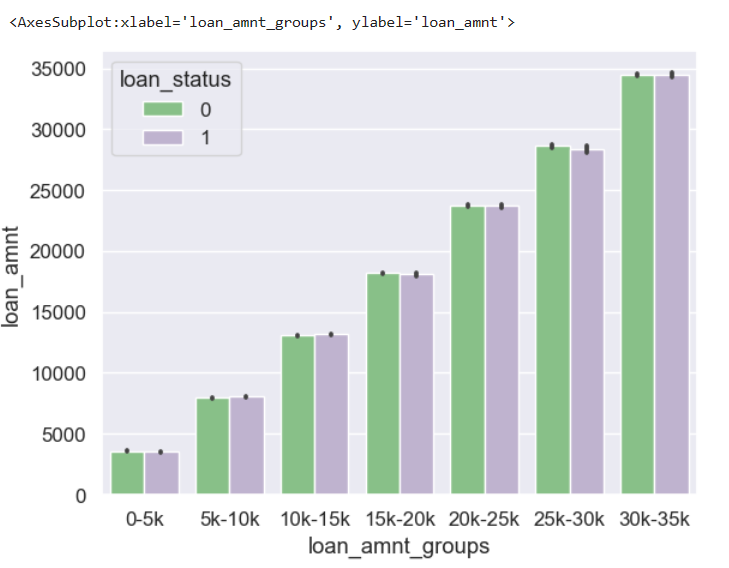 <AxesSubplot:xlabel='loan_amnt_groups', ylabel='loan_amnt'>
loan_status
0
1
35000
30000
25000
20000
15000
10000
5000
0
loan_amnt
0-5k 5k-10k 10k-15k 15k-20k 20k-25k 25k-30k 30k-35k
loan_amnt_groups